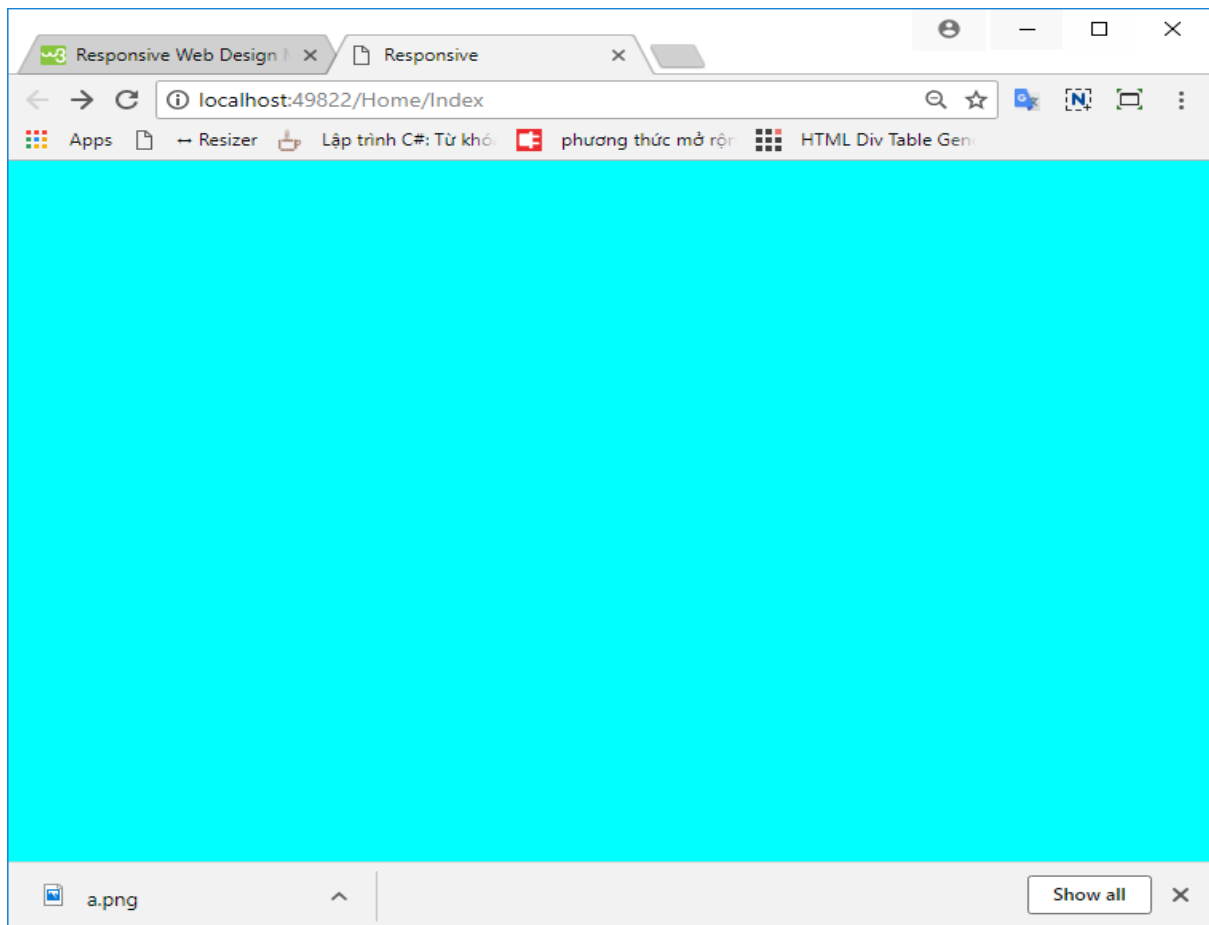 Responsive Web Design
Responsive
localhost:49822/Home/Index
Apps
Resizer
Lập trình C#: Từ khó
phương thức mở rộn
HTML Div Table Gen
a.png
Show all